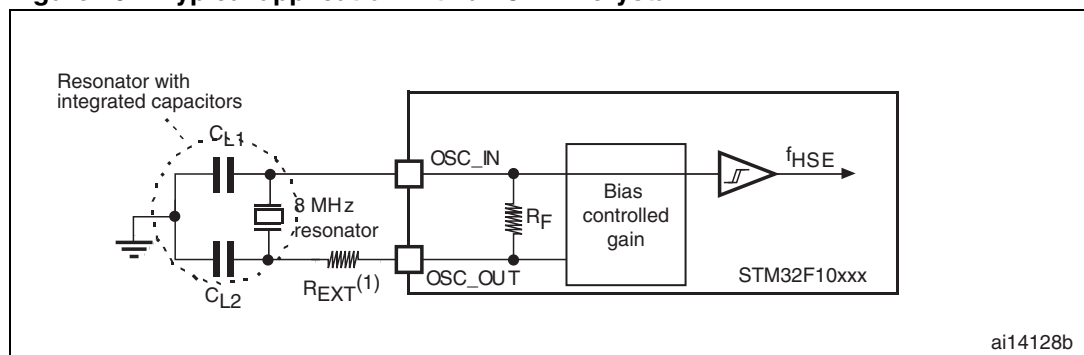 Resonator with
integrated capacitors
CL1
OSC_IN
fHSE
8 MHz
resonator
RF
Bias
controlled
gain
REXT(1)
OSC_OUT
STM32F10xxx
CL2
ai14128b